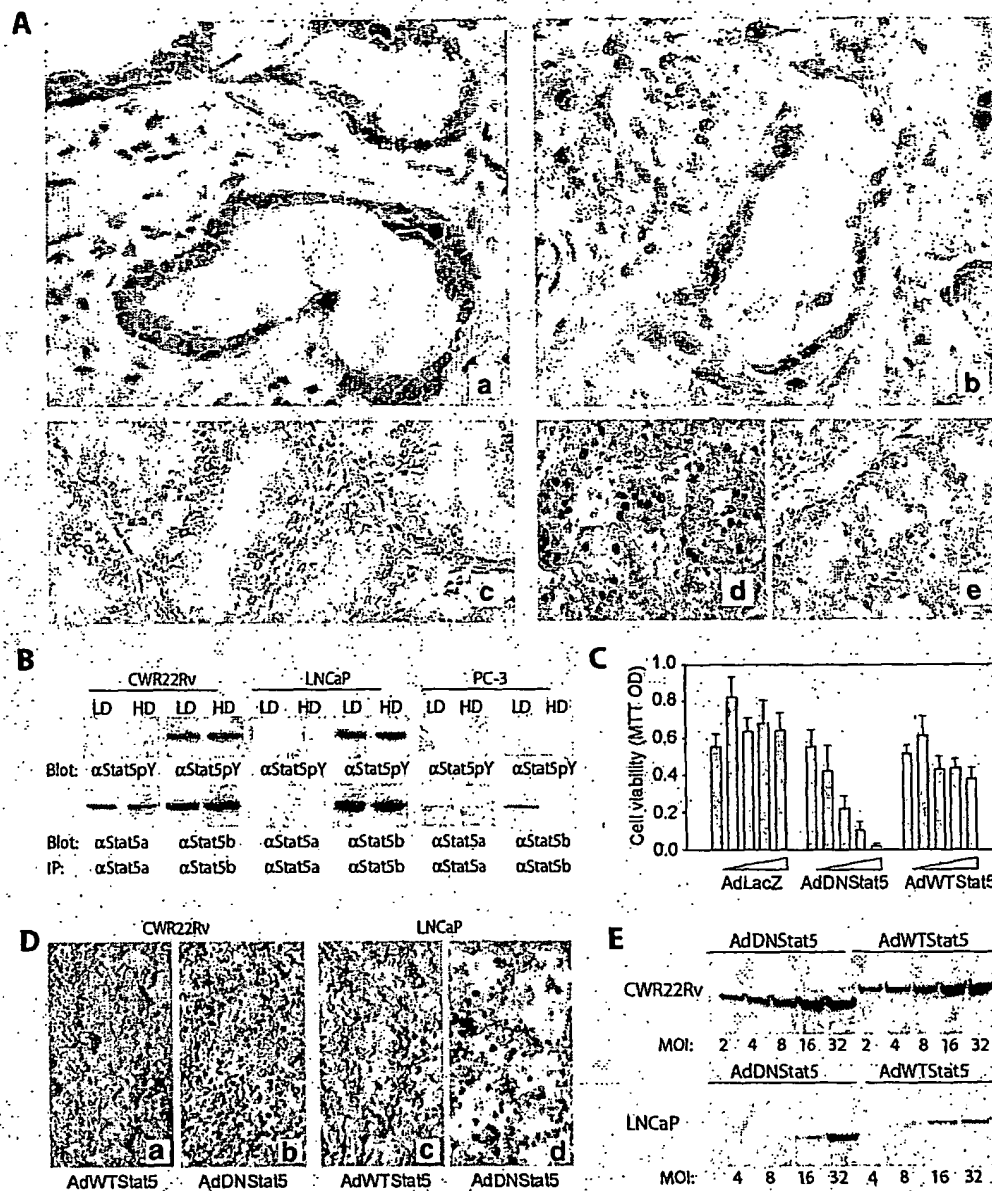 A
a
b
c
d
e
B
CWR22Rv LNCaP PC-3
LD HD LD HD LD HD LD HD LD HD LD HD
Blot: αStat5pY αStat5pY αStat5pY αStat5pY αStat5pY αStat5pY
Blot: αStat5a αStat5b αStat5a αStat5b αStat5a αStat5b
IP: αStat5a αStat5b αStat5a αStat5b αStat5a αStat5b
C
Cell viability (MTT OD)
1.0
0.8
0.6
0.4
0.2
0.0
AdLacZ AdDNStat5 AdWTStat5
D
CWR22Rv LNCaP
a b c d
AdWTStat5 AdDNStat5 AdWTStat5 AdDNStat5
E
AdDNStat5 AdWTStat5
CWR22Rv
MOI: 2 4 8 16 32 2 4 8 16 32
AdDNStat5 AdWTStat5
LNCaP
MOI: 4 8 16 32 4 8 16 32